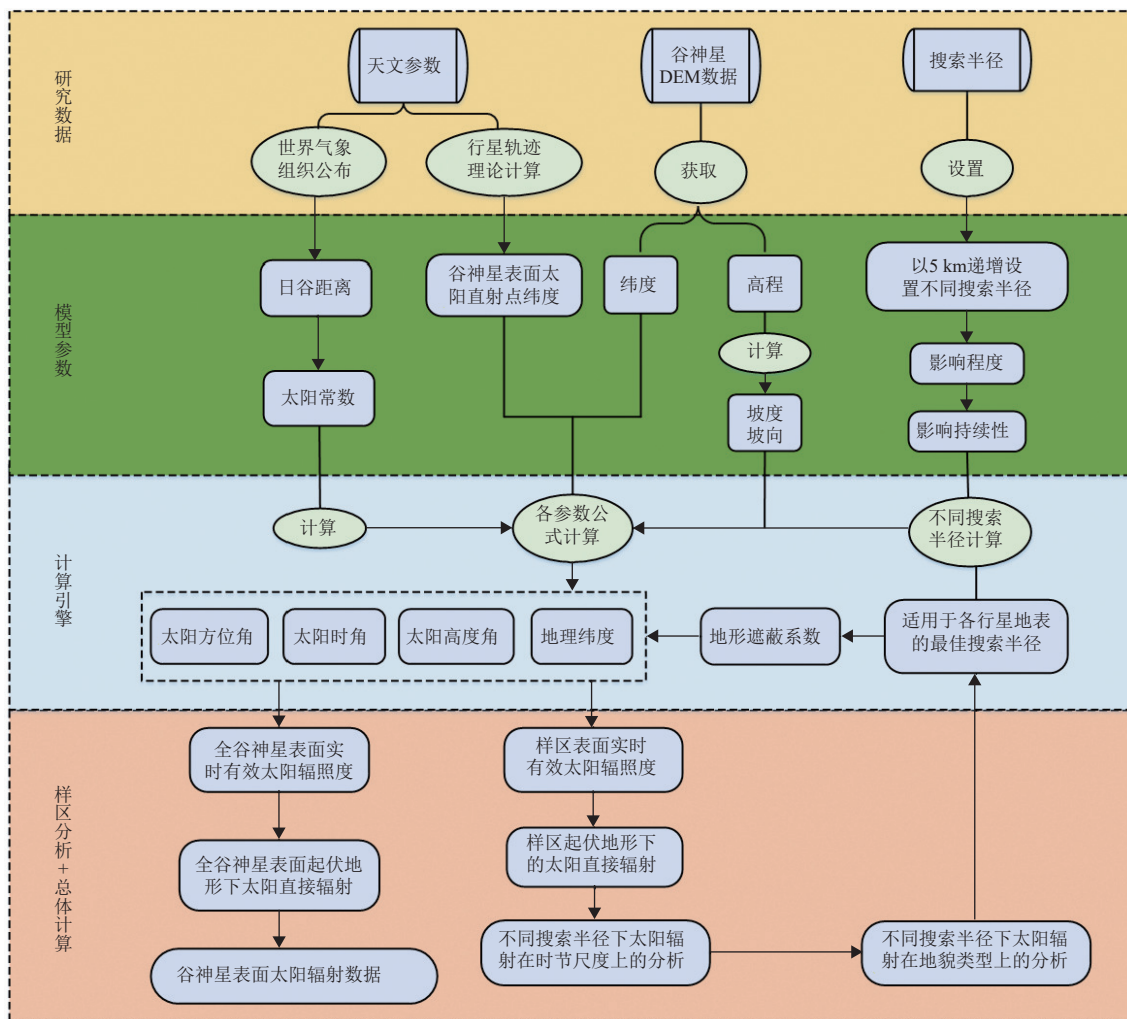 研究数据
天文参数
谷神星
DEM数据
搜索半径
世界气象
组织公布
行星轨迹
理论计算
获取
设置
模型参数
日谷距离
谷神星表面太
阳直射点纬度
纬度
高程
以5 km递增设
置不同搜索半径
计算
影响程度
太阳常数
坡度
坡向
影响持续性
计算引擎
计算
各参数公
式计算
不同搜索
半径计算
太阳方位角
太阳时角
太阳高度角
地理纬度
地形遮蔽系数
适用于各行星地表
的最佳搜索半径
样区分析+总体计算
全谷神星表面实
时有效太阳辐照度
样区表面实时
有效太阳辐照度
全谷神星表面起伏地
形下太阳直接辐射
样区起伏地形下
的太阳直接辐射
谷神星表面太阳辐射数据
不同搜索半径下太阳辐
射在时节尺度上的分析
不同搜索半径下太阳辐
射在地貌类型上的分析